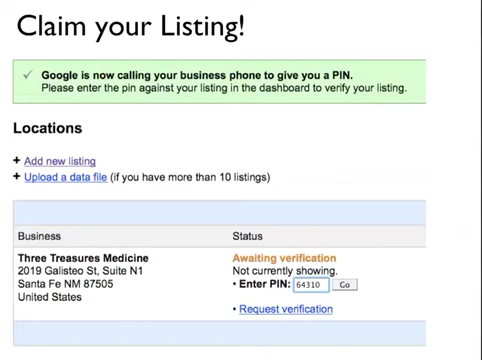 Claim your Listing!
✓ Google is now calling your business phone to give you a PIN.
Please enter the pin against your listing in the dashboard to verify your listing.
Locations
+ Add new listing
+ Upload a data file (if you have more than 10 listings)
Business Status
Three Treasures Medicine Awaiting verification
2019 Galisteo St, Suite N1 Not currently showing.
Santa Fe NM 87505 • Enter PIN: 64310 Go
United States
• Request verification